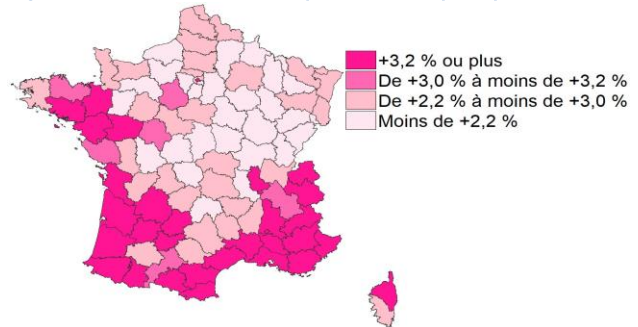 +3,2 % ou plus
De +3,0 % à moins de +3,2 %
De +2,2 % à moins de +3,0 %
Moins de +2,2 %